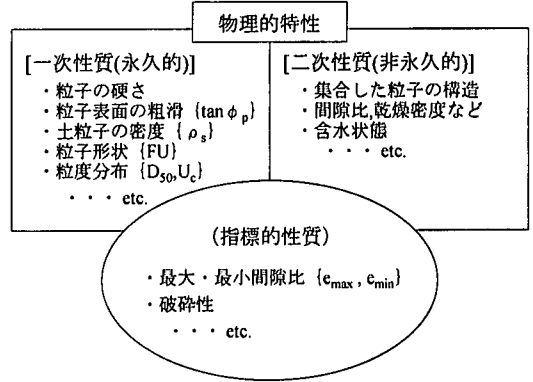 物理的特性
[一次性質(永久的)]
・粒子の硬さ
・粒子表面の粗滑 {tanφp}
・土粒子の密度 {ρs}
・粒子形状 {FU}
・粒度分布 {D50,Uc}
・・・ etc.
[二次性質(非永久的)]
・集合した粒子の構造
・間隙比,乾燥密度など
・含水状態
・・・ etc.
(指標的性質)
・最大・最小間隙比 {emax , emin}
・破砕性
・・・ etc.